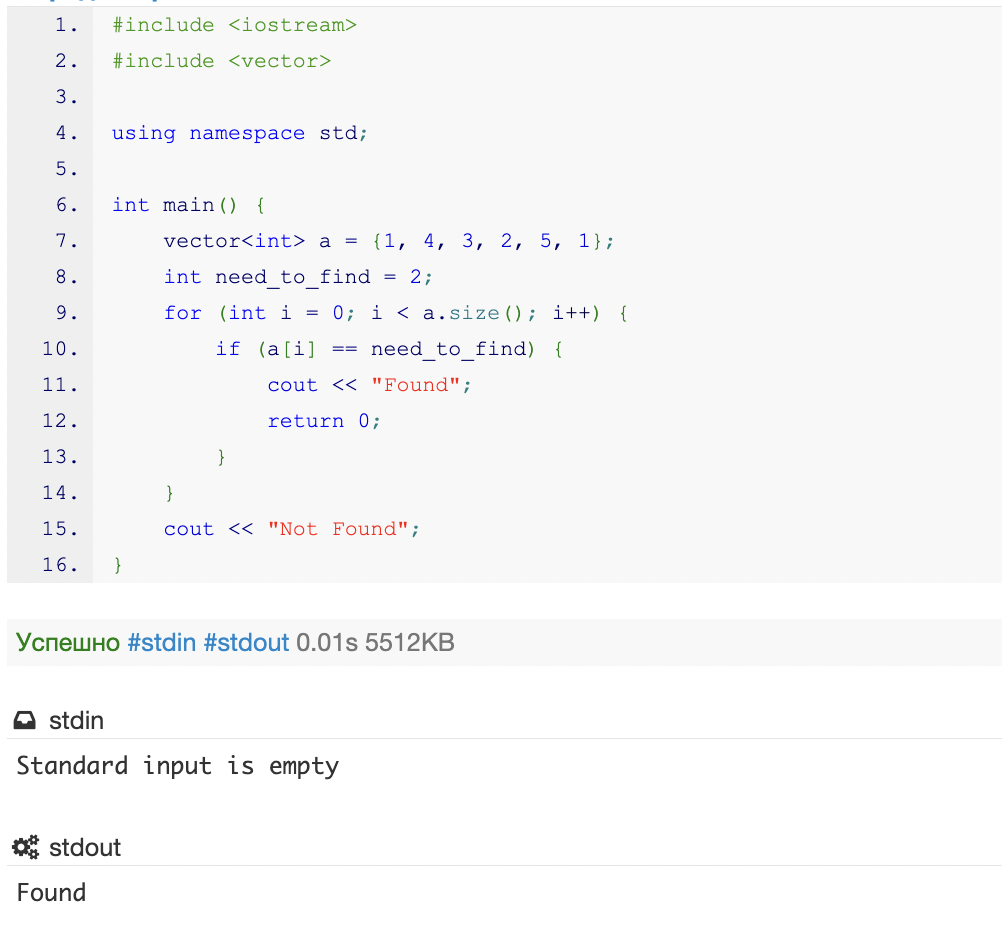 1. #include <iostream>
2. #include <vector>
3.
4. using namespace std;
5.
6. int main() {
7.     vector<int> a = {1, 4, 3, 2, 5, 1};
8.     int need_to_find = 2;
9.     for (int i = 0; i < a.size(); i++) {
10.         if (a[i] == need_to_find) {
11.             cout << "Found";
12.             return 0;
13.         }
14.     }
15.     cout << "Not Found";
16. }
Успешно #stdin #stdout 0.01s 5512KB
stdin
Standard input is empty
stdout
Found